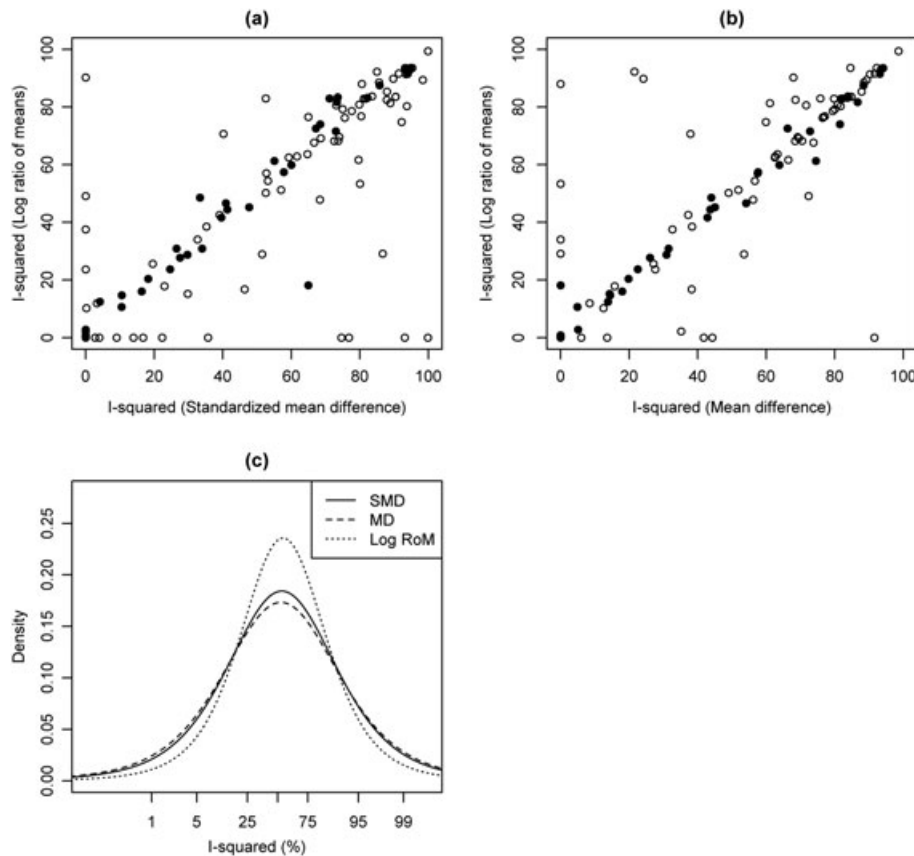 (a)
I-squared (Log ratio of means)
100
80
60
40
20
0
0 20 40 60 80 100
I-squared (Standardized mean difference)
(b)
I-squared (Log ratio of means)
100
80
60
40
20
0
0 20 40 60 80 100
I-squared (Mean difference)
(c)
Density
0.25
0.20
0.15
0.10
0.05
0.00
SMD
MD
Log RoM
1 5 25 75 95 99
I-squared (%)